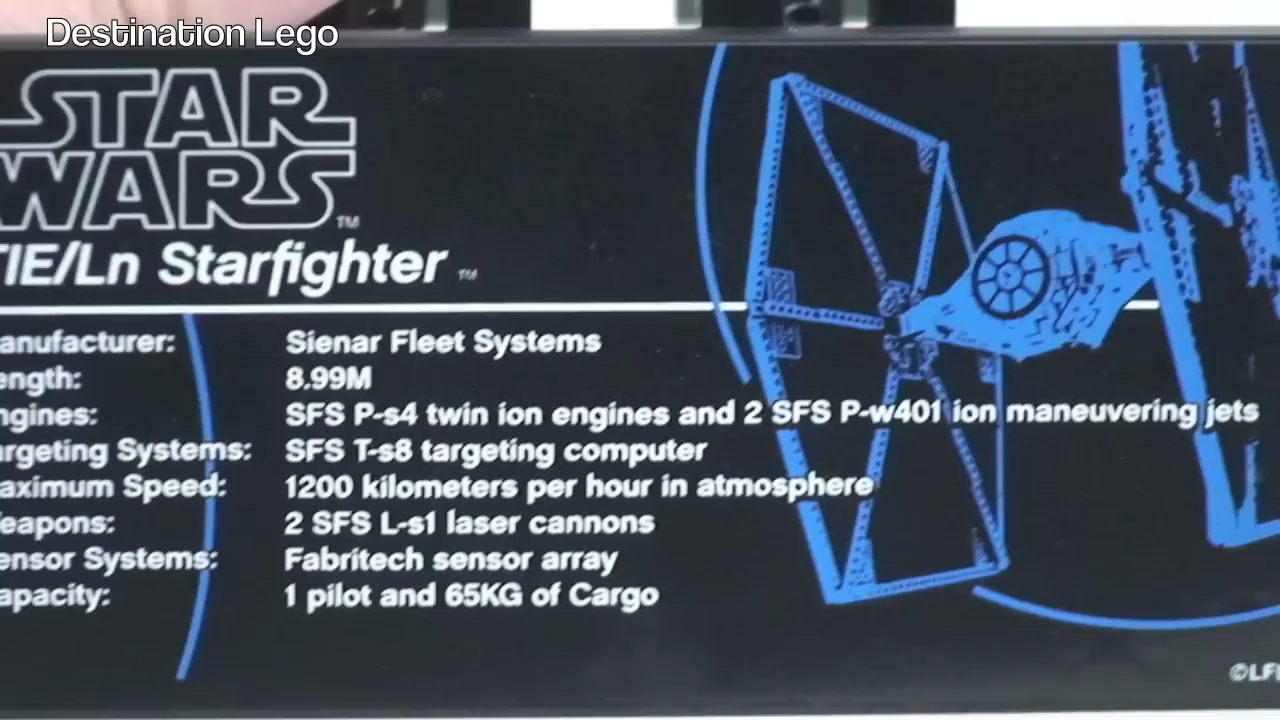 Destination Lego
STAR
WARS
TM
TIE/Ln Starfighter TM
anufacturer: Sienar Fleet Systems
ength: 8.99M
ngines: SFS P-s4 twin ion engines and 2 SFS P-w401 ion maneuvering jets
argeting Systems: SFS T-s8 targeting computer
aximum Speed: 1200 kilometers per hour in atmosphere
eapons: 2 SFS L-s1 laser cannons
ensor Systems: Fabritech sensor array
apacity: 1 pilot and 65KG of Cargo
©LF